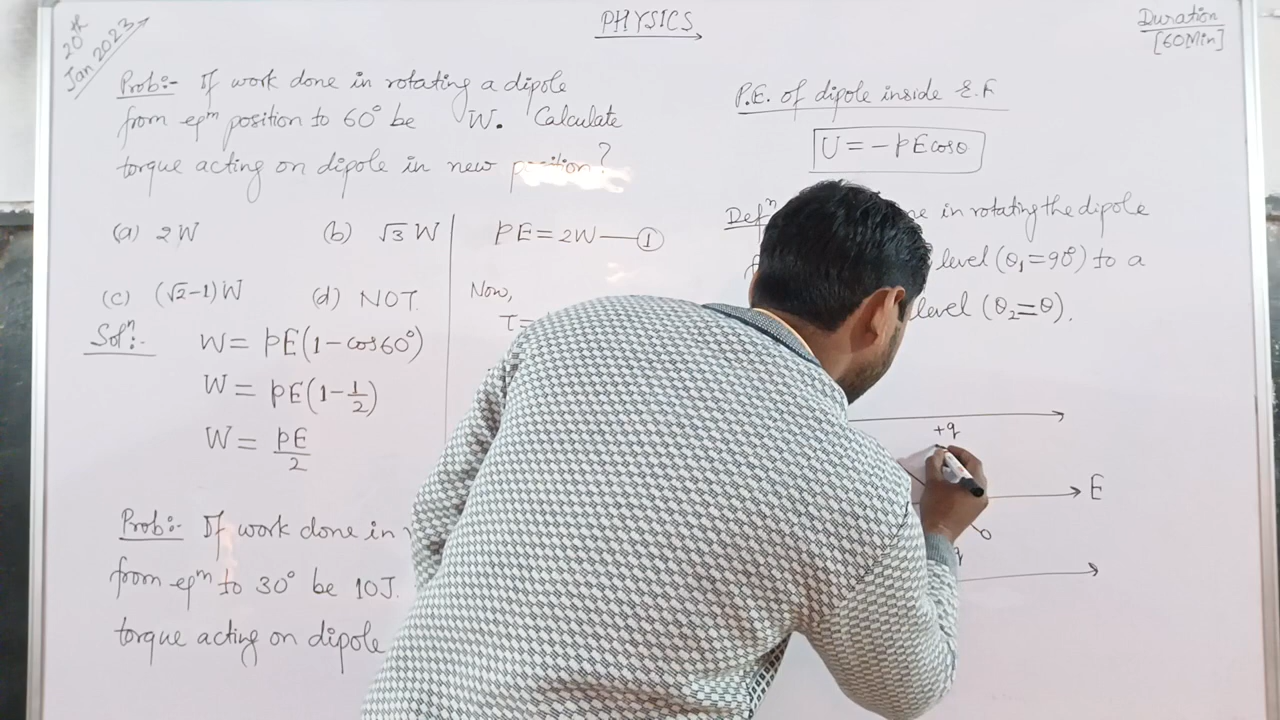 20th
Jan 2023
PHYSICS
Duration
[60Min]
Prob:- If work done in rotating a dipole
from eqm position to 60° be W. Calculate
torque acting on dipole in new position?
(a) 2W (b) √3 W
(c) (√2-1)W (d) NOT
Soln:- W = PE(1-cos60°)
W = PE(1-1/2)
W = PE/2
PE = 2W — ①
Now,
τ =
Prob:- If work done in
from eqm to 30° be 10J.
torque acting on dipole
P.E. of dipole inside E.F
U = -PEcosθ
Defn in rotating the dipole
level (θ1=90°) to a
level (θ2=θ).
+q
E